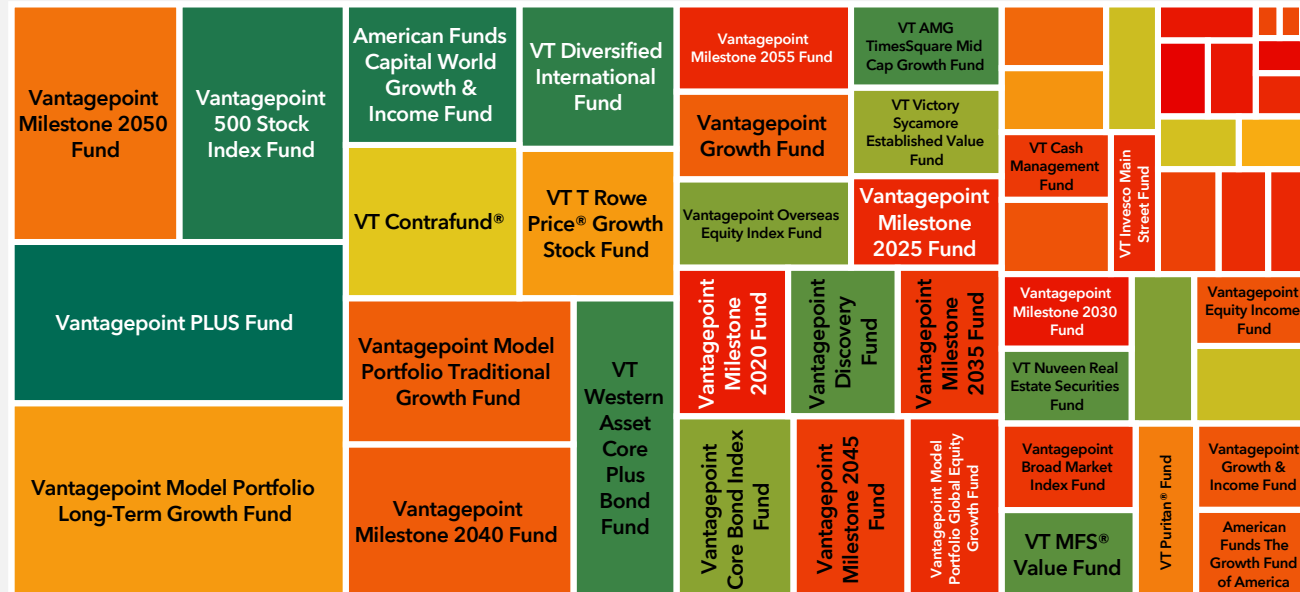 Vantagepoint
Milestone 2050
Fund
Vantagepoint
500 Stock
Index Fund
Vantagepoint PLUS Fund
Vantagepoint Model Portfolio
Long-Term Growth Fund
American Funds
Capital World
Growth &
Income Fund
VT Diversified
International
Fund
VT Contrafund®
VT T Rowe
Price® Growth
Stock Fund
Vantagepoint Model
Portfolio Traditional
Growth Fund
Vantagepoint
Milestone 2040 Fund
VT
Western
Asset
Core
Plus
Bond
Fund
Vantagepoint
Milestone 2055 Fund
VT AMG
TimesSquare Mid
Cap Growth Fund
Vantagepoint
Growth Fund
VT Victory
Sycamore
Established Value
Fund
Vantagepoint Overseas
Equity Index Fund
Vantagepoint
Milestone
2025 Fund
Vantagepoint
Milestone
2020 Fund
Vantagepoint
Discovery
Fund
Vantagepoint
Milestone
2035 Fund
Vantagepoint
Core Bond Index
Fund
Vantagepoint
Milestone 2045
Fund
Vantagepoint Model
Portfolio Global Equity
Growth Fund
VT Cash
Management
Fund
VT Invesco Main
Street Fund
Vantagepoint
Milestone 2030
Fund
Vantagepoint
Equity Income
Fund
VT Nuveen Real
Estate Securities
Fund
Vantagepoint
Broad Market
Index Fund
VT Puritan® Fund
Vantagepoint
Growth &
Income Fund
VT MFS®
Value Fund
American
Funds The
Growth Fund
of America